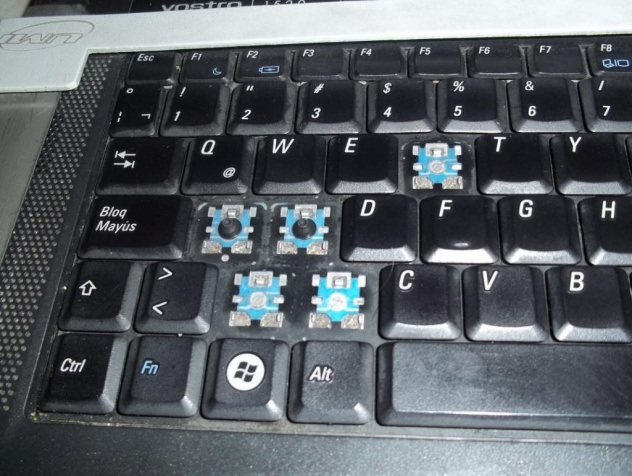 vostro 1520
Esc F1 F2 F3 F4 F5 F6 F7 F8
° ! " # $ % & /
| ¬ 1 2 3 4 5 6 7
Q @ W E T Y
Bloq
Mayús D F G H
> < C V B
Ctrl Fn Alt